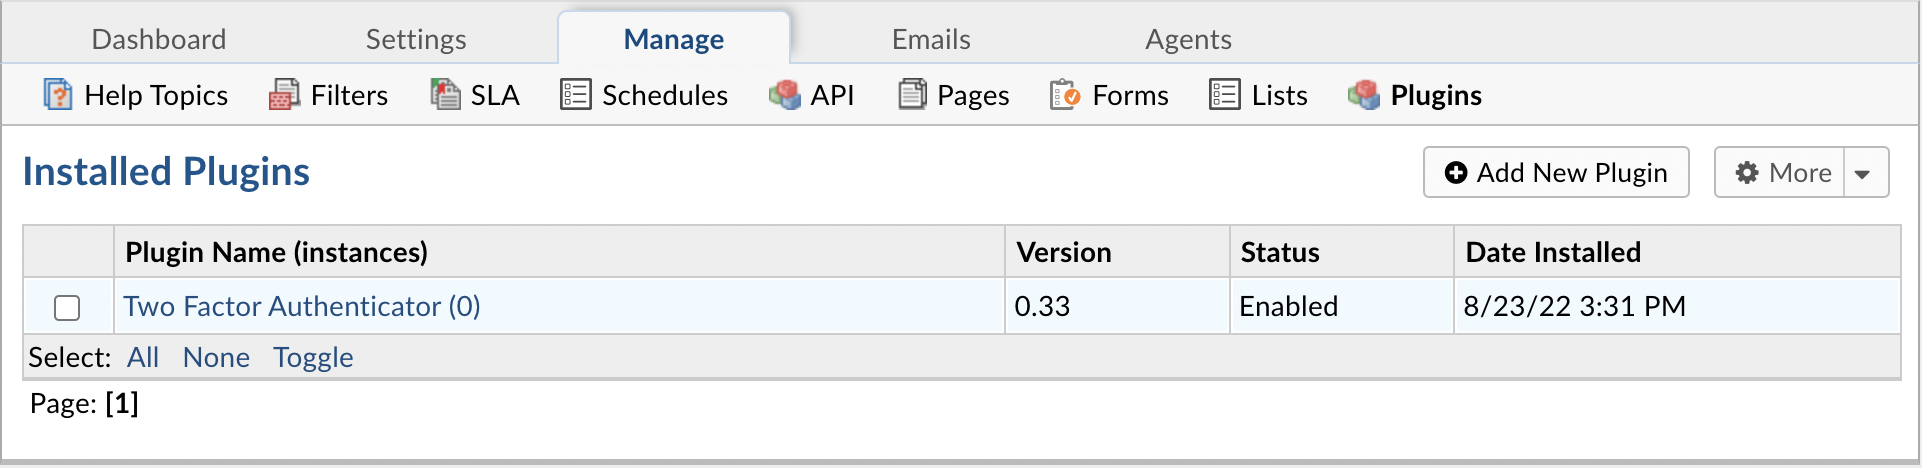 Dashboard Settings Manage Emails Agents
Help Topics Filters SLA Schedules API Pages Forms Lists Plugins
Installed Plugins Add New Plugin More
Plugin Name (instances) Version Status Date Installed
Two Factor Authenticator (0) 0.33 Enabled 8/23/22 3:31 PM
Select: All None Toggle
Page: [1]